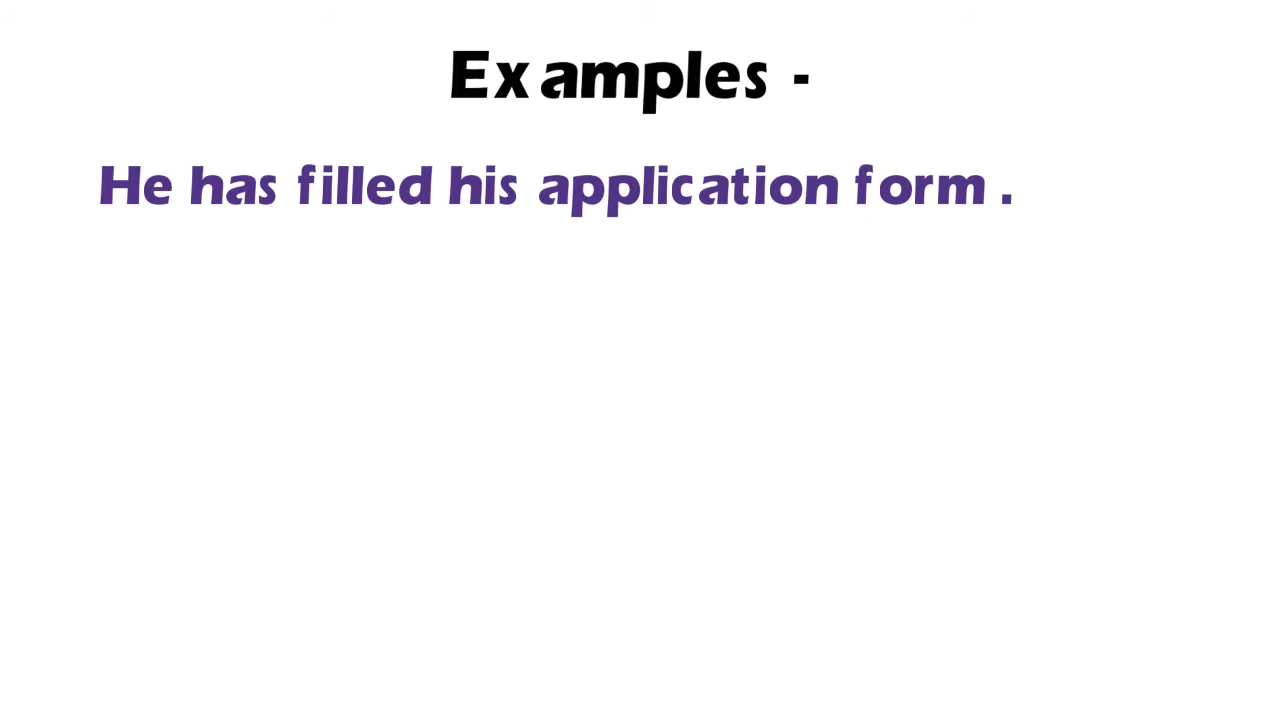 Examples -
He has filled his application form .